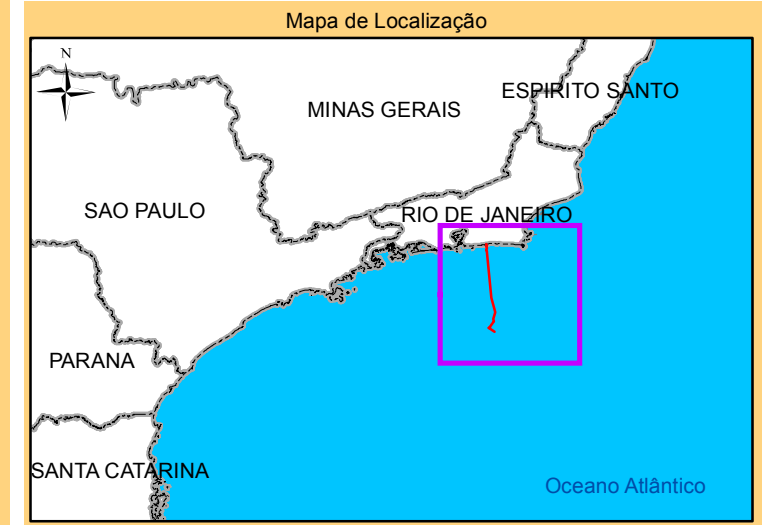 Mapa de Localização
N
ESPIRITO SANTO
MINAS GERAIS
SAO PAULO
RIO DE JANEIRO
PARANA
SANTA CATARINA
Oceano Atlântico